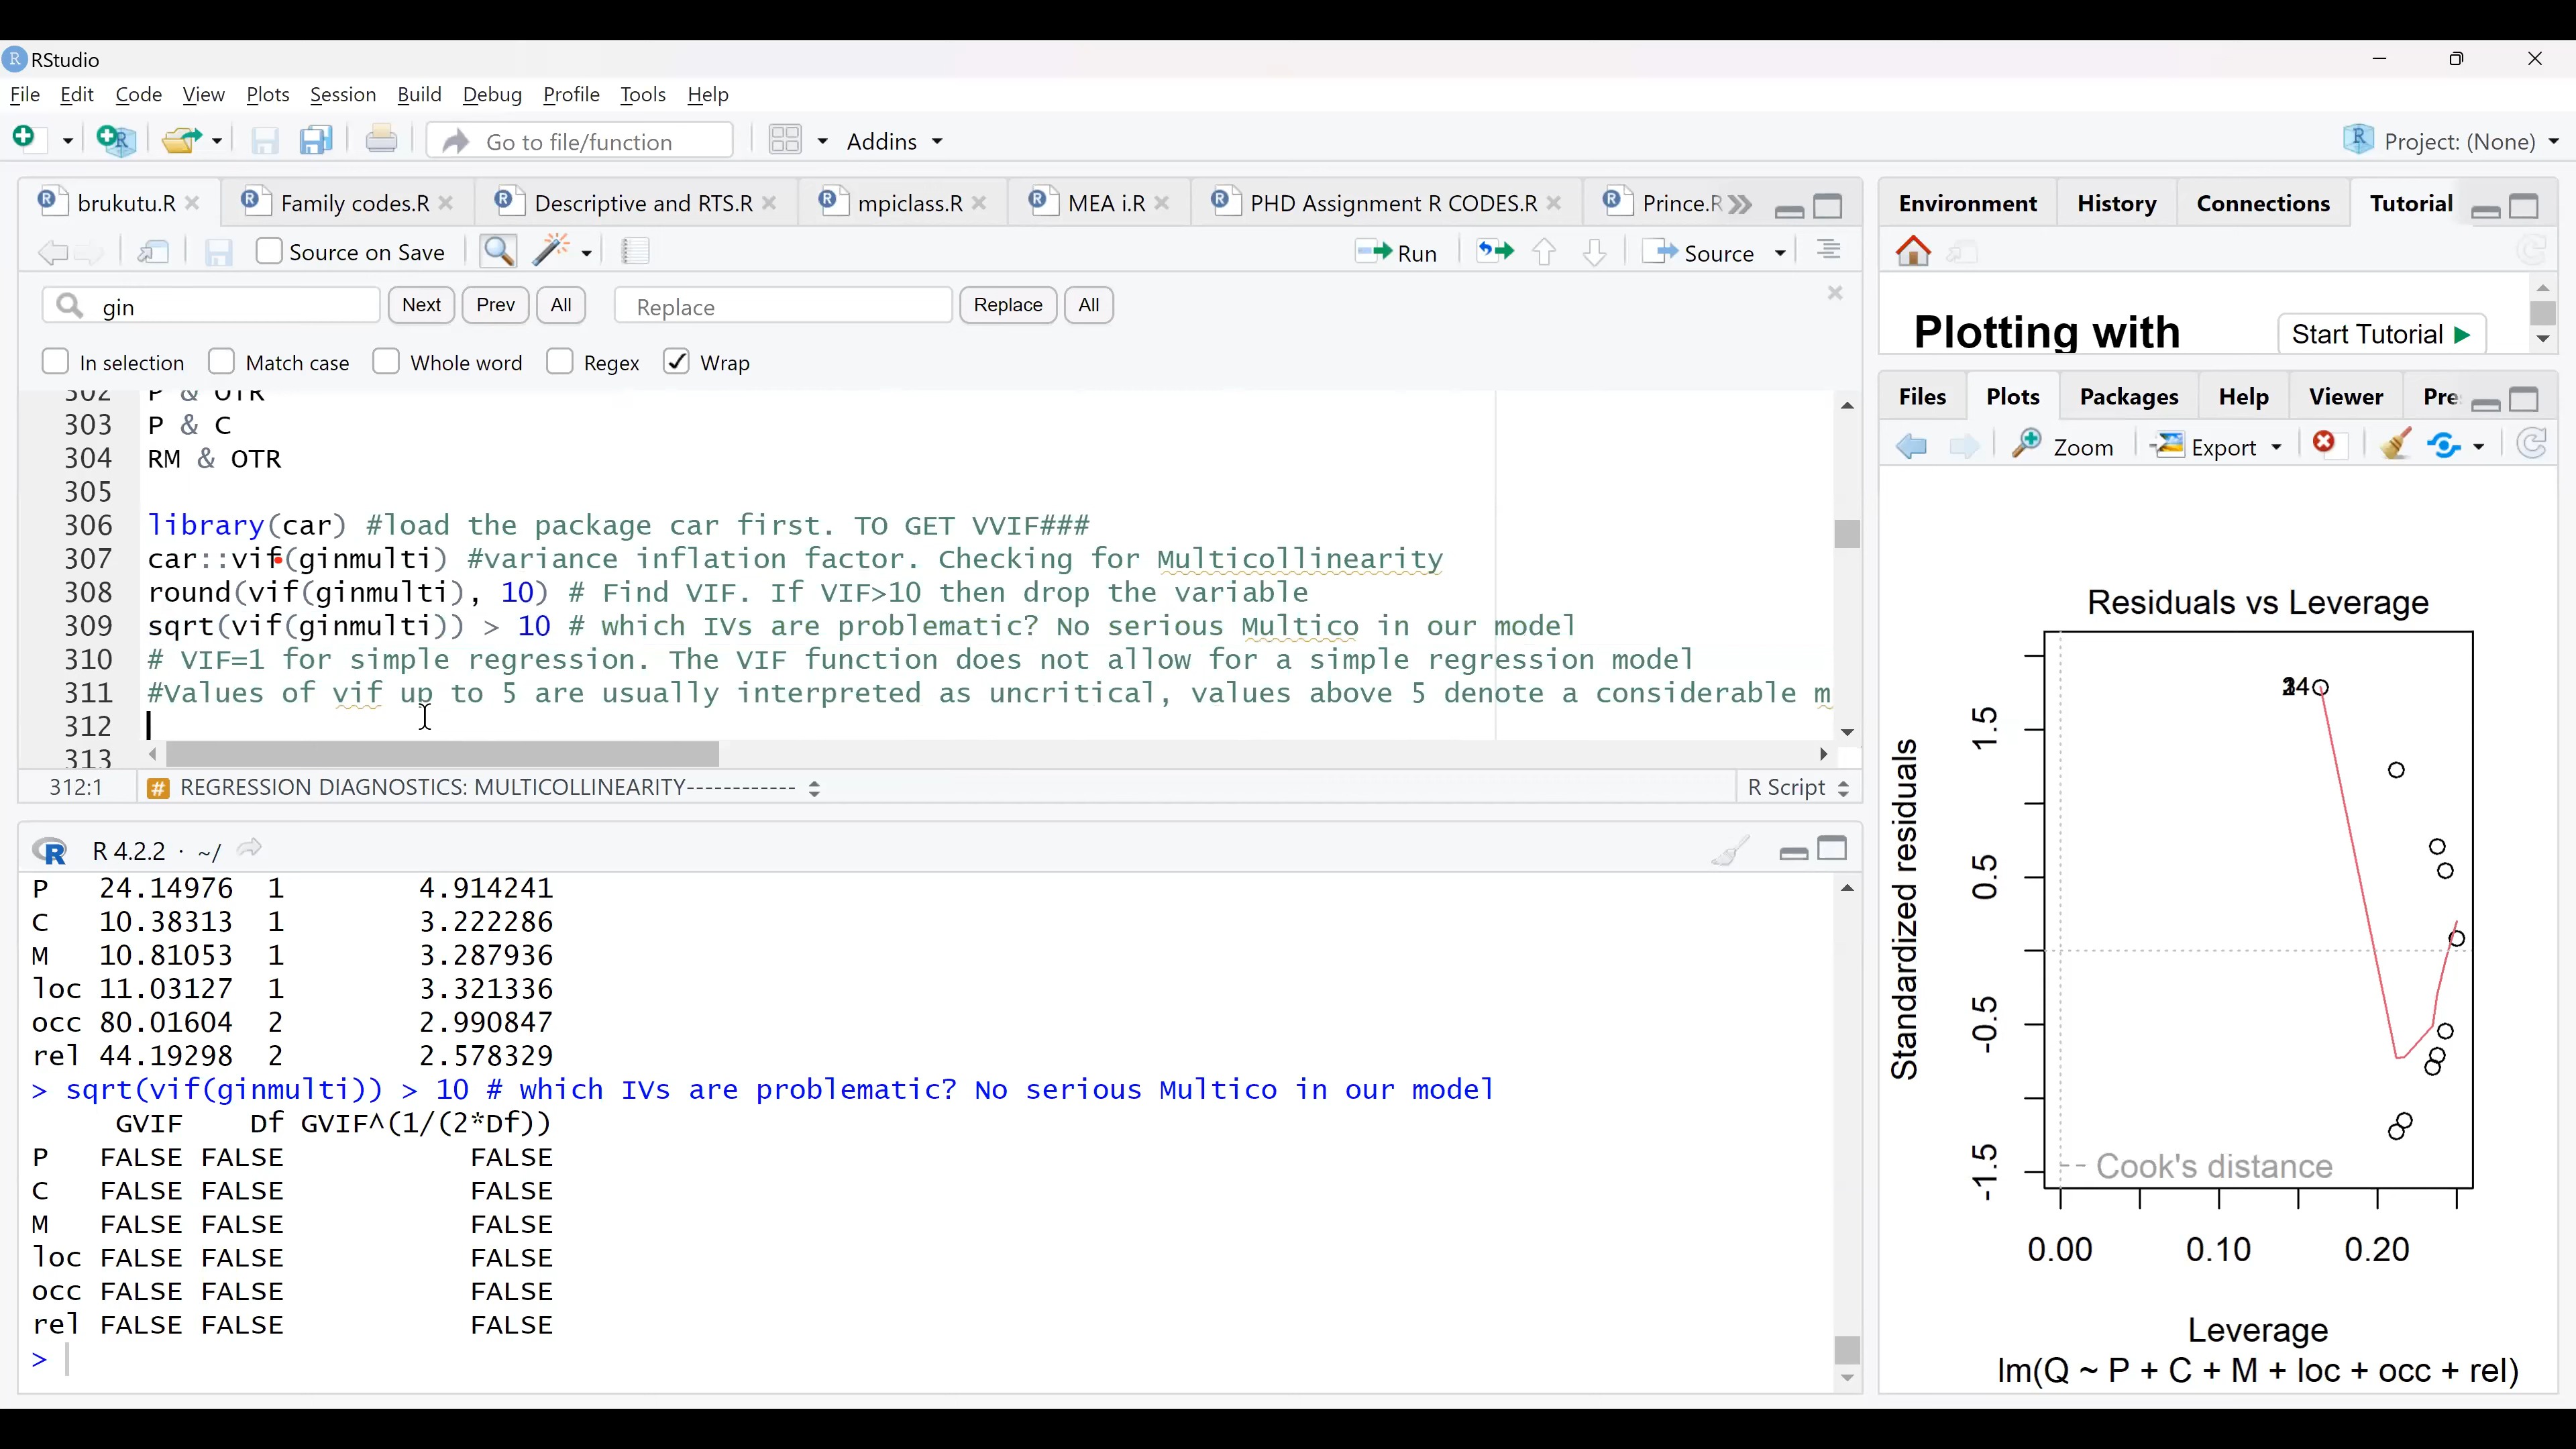 RStudio
File Edit Code View Plots Session Build Debug Profile Tools Help
Go to file/function Addins Project: (None)
brukutu.R Family codes.R Descriptive and RTS.R mpiclass.R MEA i.R PHD Assignment R CODES.R Prince.R
Source on Save Run Source
gin Next Prev All Replace Replace All
In selection Match case Whole word Regex Wrap
302 P & OTR
303 P & C
304 RM & OTR
305
306 library(car) #load the package car first. TO GET VVIF###
307 car::vif(ginmulti) #variance inflation factor. Checking for Multicollinearity
308 round(vif(ginmulti), 10) # Find VIF. If VIF>10 then drop the variable
309 sqrt(vif(ginmulti)) > 10 # which IVs are problematic? No serious Multico in our model
310 # VIF=1 for simple regression. The VIF function does not allow for a simple regression model
311 #Values of vif up to 5 are usually interpreted as uncritical, values above 5 denote a considerable m
312
313
312:1 # REGRESSION DIAGNOSTICS: MULTICOLLINEARITY------------ R Script
R 4.2.2 · ~/
P 24.14976 1 4.914241
C 10.38313 1 3.222286
M 10.81053 1 3.287936
loc 11.03127 1 3.321336
occ 80.01604 2 2.990847
rel 44.19298 2 2.578329
> sqrt(vif(ginmulti)) > 10 # which IVs are problematic? No serious Multico in our model
GVIF Df GVIF^(1/(2*Df))
P FALSE FALSE FALSE
C FALSE FALSE FALSE
M FALSE FALSE FALSE
loc FALSE FALSE FALSE
occ FALSE FALSE FALSE
rel FALSE FALSE FALSE
>
Environment History Connections Tutorial
Plotting with Start Tutorial
Files Plots Packages Help Viewer Pre
Zoom Export
Residuals vs Leverage
Standardized residuals
1.5
0.5
-0.5
-1.5
Cook's distance
0.00 0.10 0.20
Leverage
lm(Q ~ P + C + M + loc + occ + rel)